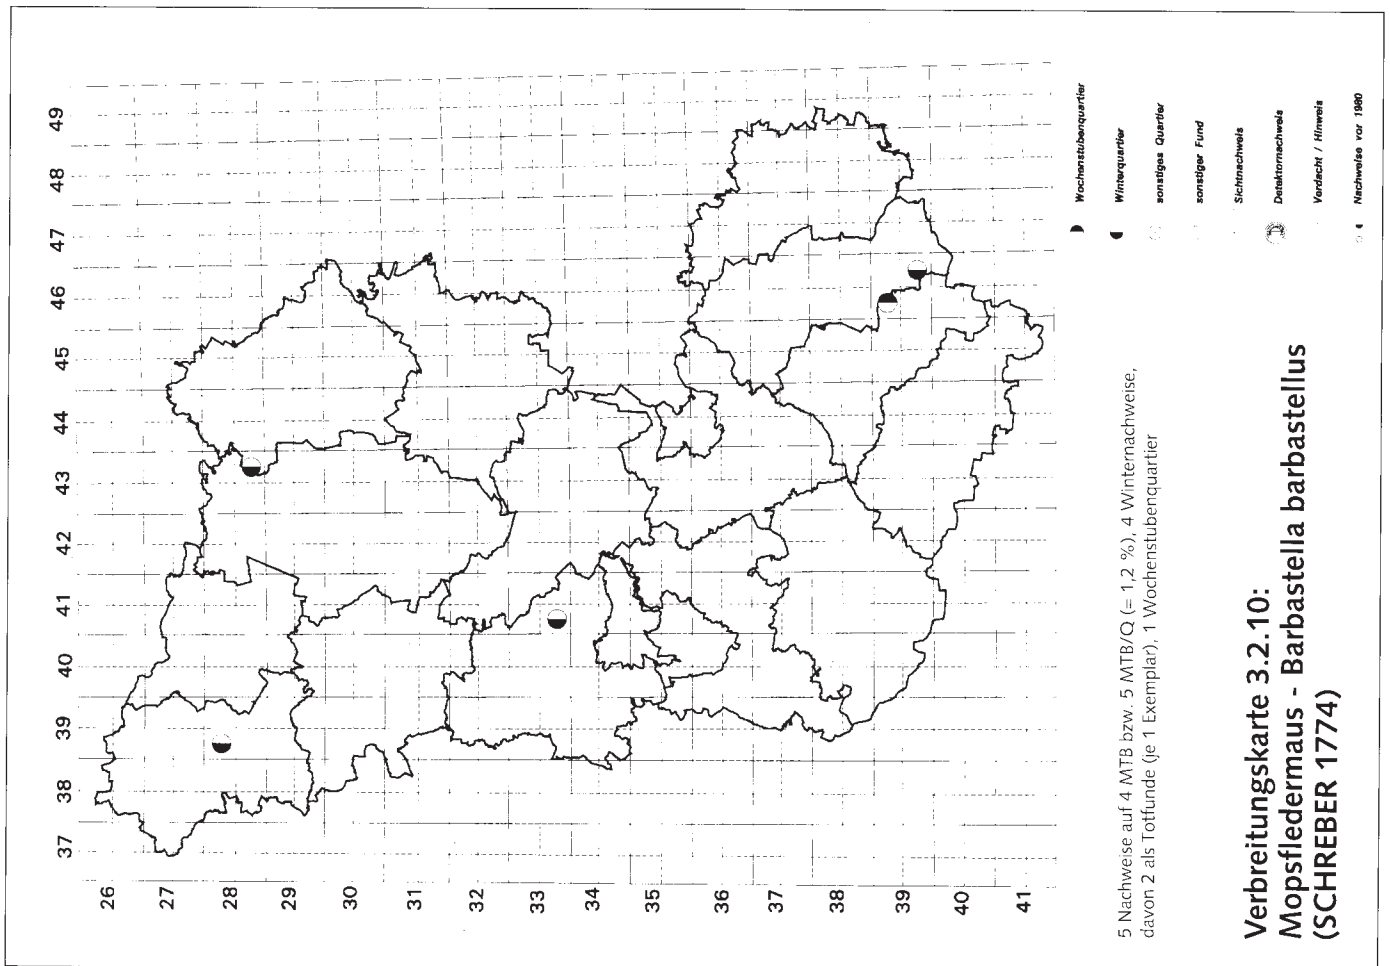 49
48
47
46
45
44
43
42
41
40
39
38
37
26
27
28
29
30
31
32
33
34
35
36
37
38
39
40
41
Wochenstubenquartier
Winterquartier
sonstiges Quartier
sonstiger Fund
Sichtnachweis
Detektornachweis
Verdacht / Hinweis
Nachweise vor 1980
5 Nachweise auf 4 MTB bzw. 5 MTB/Q (= 1,2 %), 4 Winternachweise,
davon 2 als Totfunde (je 1 Exemplar), 1 Wochenstubenquartier
Verbreitungskarte 3.2.10:
Mopsfledermaus - Barbastella barbastellus
(SCHREBER 1774)